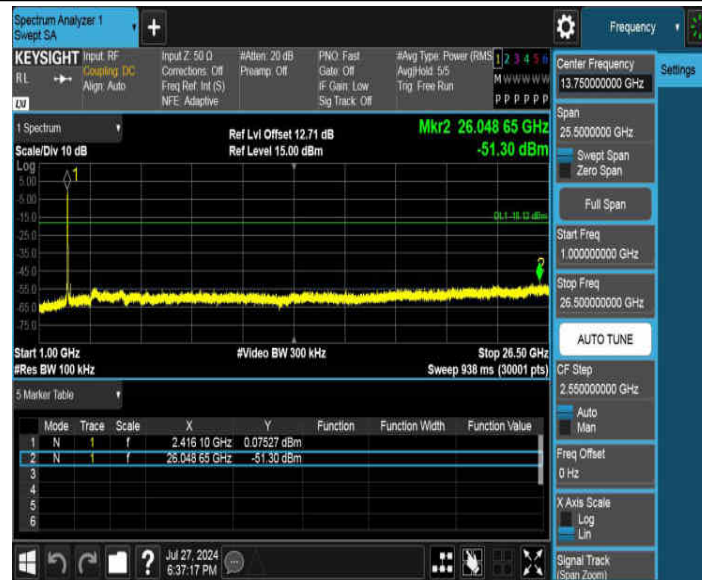 Spectrum Analyzer 1
Swept SA
+
Frequency
KEYSIGHT
RL
LXI
Input: RF
Coupling: DC
Align: Auto
Input Z: 50 Ω
Corrections: Off
Freq Ref: Int (S)
NFE: Adaptive
#Atten: 20 dB
Preamp: Off
PNO: Fast
Gate: Off
IF Gain: Low
Sig Track: Off
#Avg Type: Power (RMS
Avg|Hold: 5/5
Trig: Free Run
1 2 3 4 5 6
M W W W W W
P P P P P P
1 Spectrum
Scale/Div 10 dB
Ref Lvl Offset 12.71 dB
Ref Level 15.00 dBm
Mkr2 26.048 65 GHz
-51.30 dBm
Log
5.00
-5.00
-15.0
-25.0
-35.0
-45.0
-55.0
-65.0
-75.0
1
2
Start 1.00 GHz
#Res BW 100 kHz
#Video BW 300 kHz
Stop 26.50 GHz
Sweep 938 ms (30001 pts)
5 Marker Table
Mode Trace Scale X Y Function Function Width Function Value
1 N 1 f 2.416 10 GHz 0.07527 dBm
2 N 1 f 26.048 65 GHz -51.30 dBm
3
4
5
6
Jul 27, 2024
6:37:17 PM
Center Frequency
13.750000000 GHz
Settings
Span
25.5000000 GHz
Swept Span
Zero Span
Full Span
Start Freq
1.000000000 GHz
Stop Freq
26.500000000 GHz
AUTO TUNE
CF Step
2.550000000 GHz
Auto
Man
Freq Offset
0 Hz
X Axis Scale
Log
Lin
Signal Track
(Span Zoom)